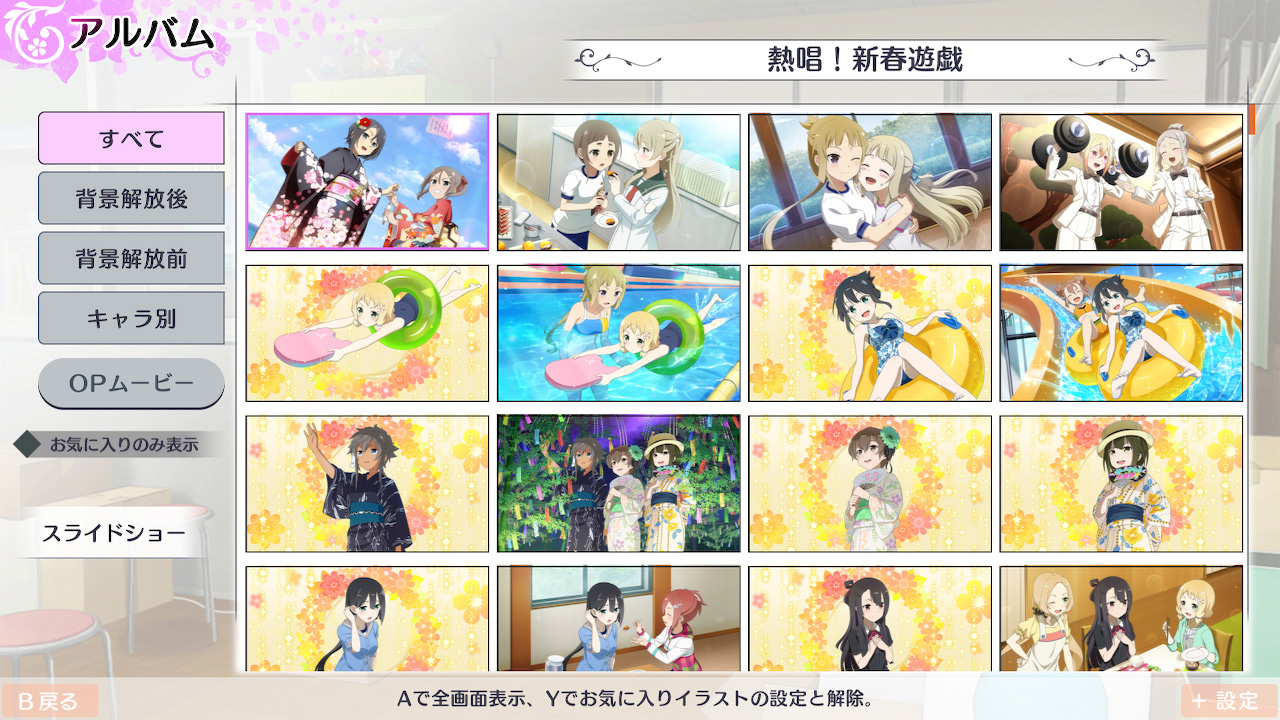 アルバム
熱唱！新春遊戯
すべて
背景解放後
背景解放前
キャラ別
OPムービー
お気に入りのみ表示
スライドショー
B 戻る
Aで全画面表示、Yでお気に入りイラストの設定と解除。
+ 設定